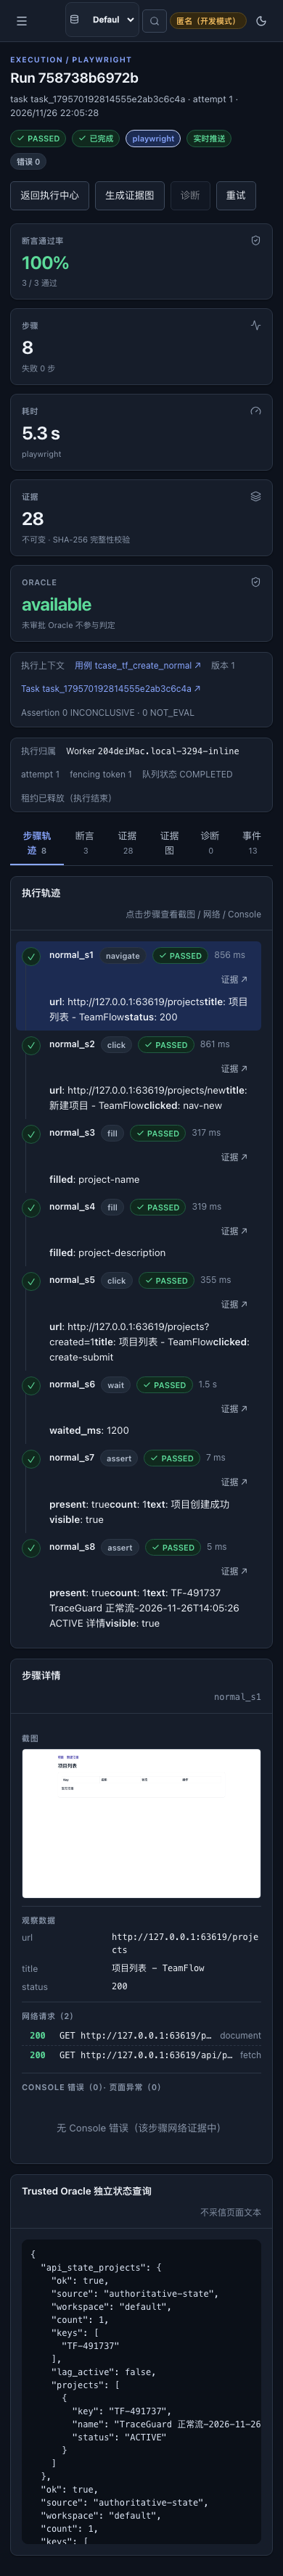 Defaul
匿名（开发模式）
EXECUTION / PLAYWRIGHT
Run 758738b6972b
task task_179570192814555e2ab3c6c4a · attempt 1 ·
2026/11/26 22:05:28
PASSED 已完成 playwright 实时推送
错误 0
返回执行中心 生成证据图 诊断 重试
断言通过率
100%
3 / 3 通过
步骤
8
失败 0 步
耗时
5.3 s
playwright
证据
28
不可变 · SHA-256 完整性校验
ORACLE
available
未审批 Oracle 不参与判定
执行上下文 用例 tcase_tf_create_normal ↗ 版本 1
Task task_179570192814555e2ab3c6c4a ↗
Assertion 0 INCONCLUSIVE · 0 NOT_EVAL
执行归属 Worker 204deiMac.local-3294-inline
attempt 1 fencing token 1 队列状态 COMPLETED
租约已释放（执行结束）
步骤轨 断言 证据 证据 诊断 事件
迹 8 3 28 图 0 13
执行轨迹
点击步骤查看截图 / 网络 / Console
normal_s1 navigate PASSED 856 ms
证据 ↗
url: http://127.0.0.1:63619/projectstitle: 项目
列表 - TeamFlowstatus: 200
normal_s2 click PASSED 861 ms
证据 ↗
url: http://127.0.0.1:63619/projects/newtitle:
新建项目 - TeamFlowclicked: nav-new
normal_s3 fill PASSED 317 ms
证据 ↗
filled: project-name
normal_s4 fill PASSED 319 ms
证据 ↗
filled: project-description
normal_s5 click PASSED 355 ms
证据 ↗
url: http://127.0.0.1:63619/projects?
created=1title: 项目列表 - TeamFlowclicked:
create-submit
normal_s6 wait PASSED 1.5 s
证据 ↗
waited_ms: 1200
normal_s7 assert PASSED 7 ms
证据 ↗
present: truecount: 1text: 项目创建成功
visible: true
normal_s8 assert PASSED 5 ms
证据 ↗
present: truecount: 1text: TF-491737
TraceGuard 正常流-2026-11-26T14:05:26
ACTIVE 详情visible: true
步骤详情
normal_s1
截图
项目列表
观察数据
url http://127.0.0.1:63619/proje
cts
title 项目列表 - TeamFlow
status 200
网络请求（2）
200 GET http://127.0.0.1:63619/p… document
200 GET http://127.0.0.1:63619/api/p… fetch
CONSOLE 错误（0）· 页面异常（0）
无 Console 错误（该步骤网络证据中）
Trusted Oracle 独立状态查询
不采信页面文本
{
"api_state_projects": {
"ok": true,
"source": "authoritative-state",
"workspace": "default",
"count": 1,
"keys": [
"TF-491737"
],
"lag_active": false,
"projects": [
{
"key": "TF-491737",
"name": "TraceGuard 正常流-2026-11-26
"status": "ACTIVE"
}
]
},
"ok": true,
"source": "authoritative-state",
"workspace": "default",
"count": 1,
"keys": [